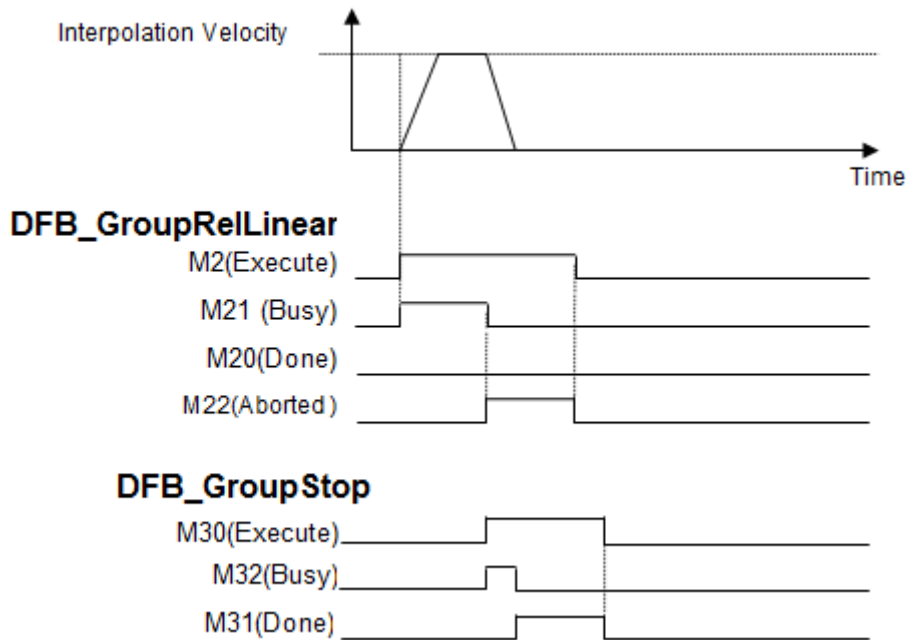 Interpolation Velocity
Time
DFB_GroupRelLinear
M2(Execute)
M21 (Busy)
M20(Done)
M22(Aborted)
DFB_GroupStop
M30(Execute)
M32(Busy)
M31(Done)